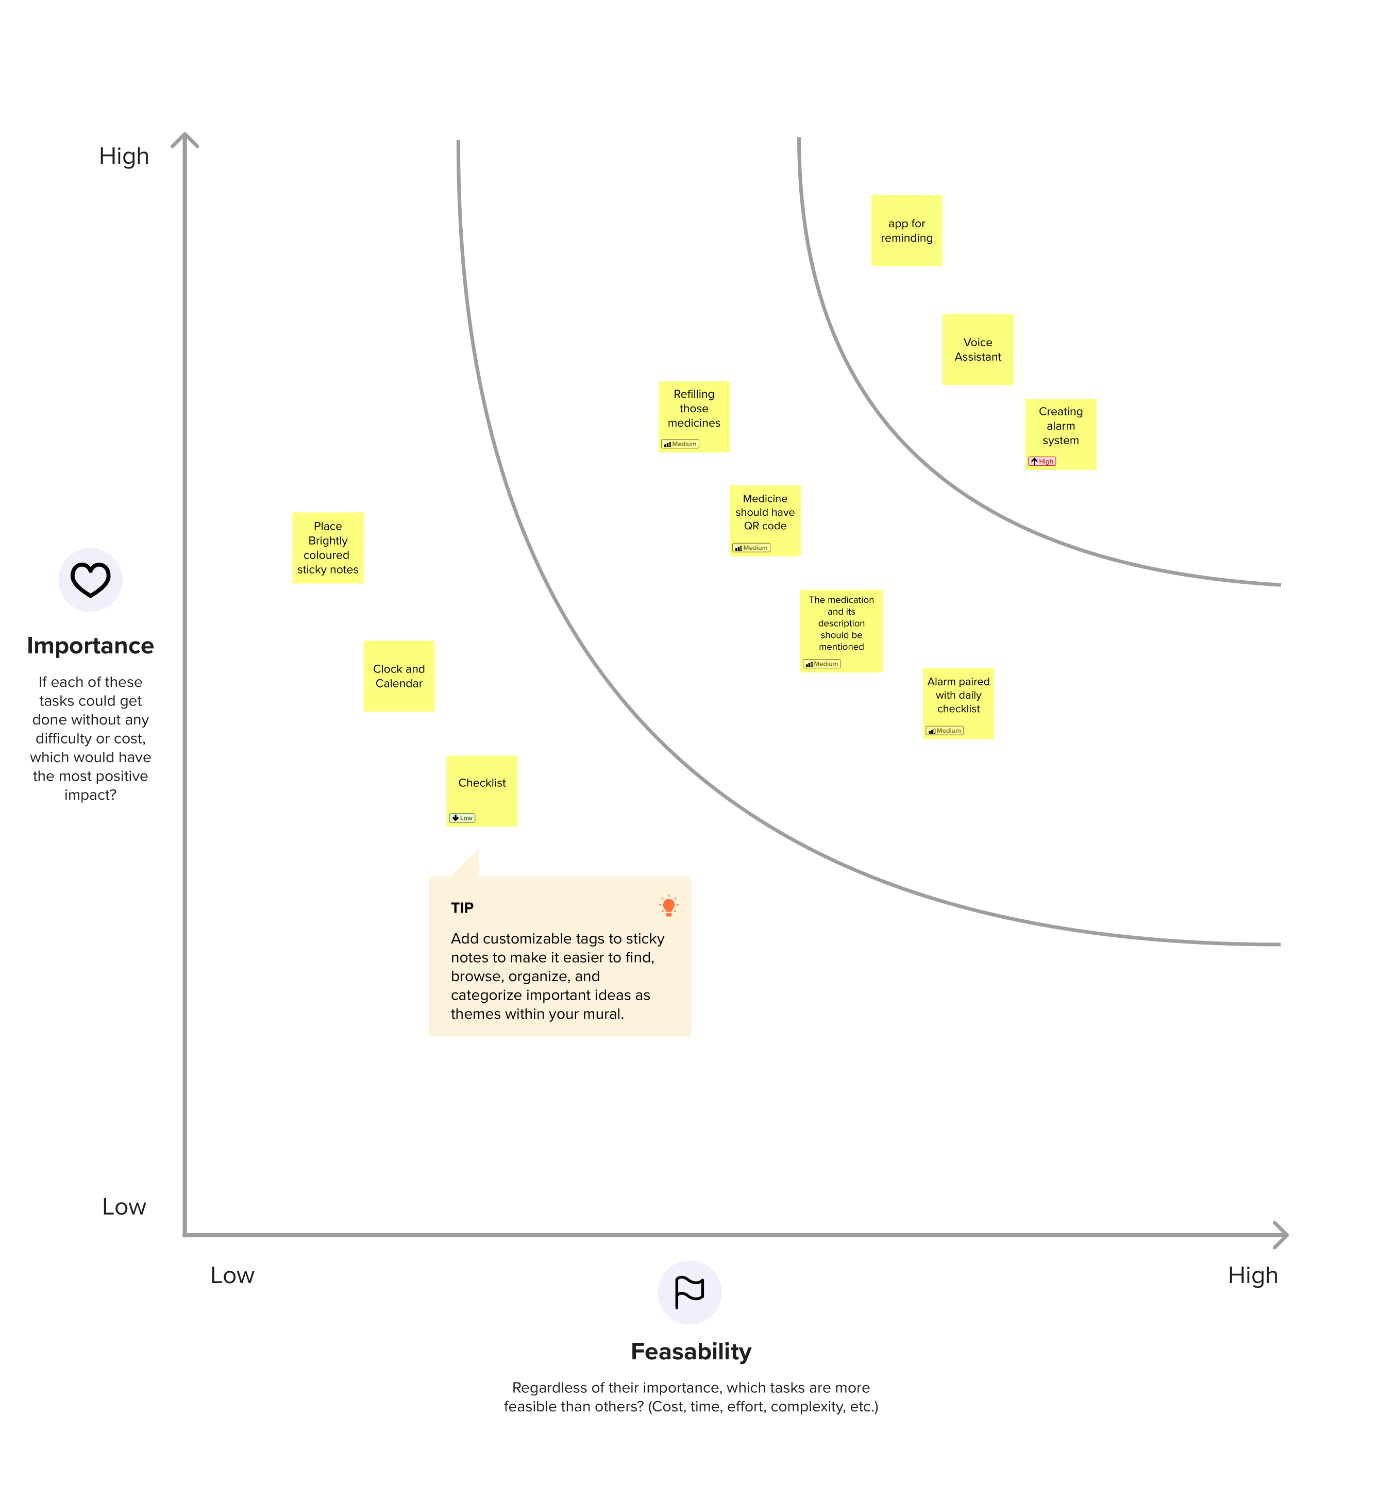 High
app for
reminding
Voice
Assistant
Creating
alarm
system
High
Refilling
those
medicines
Medium
Medicine
should have
QR code
Medium
The medication
and its
description
should be
mentioned
Medium
Alarm paired
with daily
checklist
Medium
Place
Brightly
coloured
sticky notes
Clock and
Calendar
Checklist
Low
Importance
If each of these
tasks could get
done without any
difficulty or cost,
which would have
the most positive
impact?
TIP
Add customizable tags to sticky
notes to make it easier to find,
browse, organize, and
categorize important ideas as
themes within your mural.
Low
Low
High
Feasability
Regardless of their importance, which tasks are more
feasible than others? (Cost, time, effort, complexity, etc.)